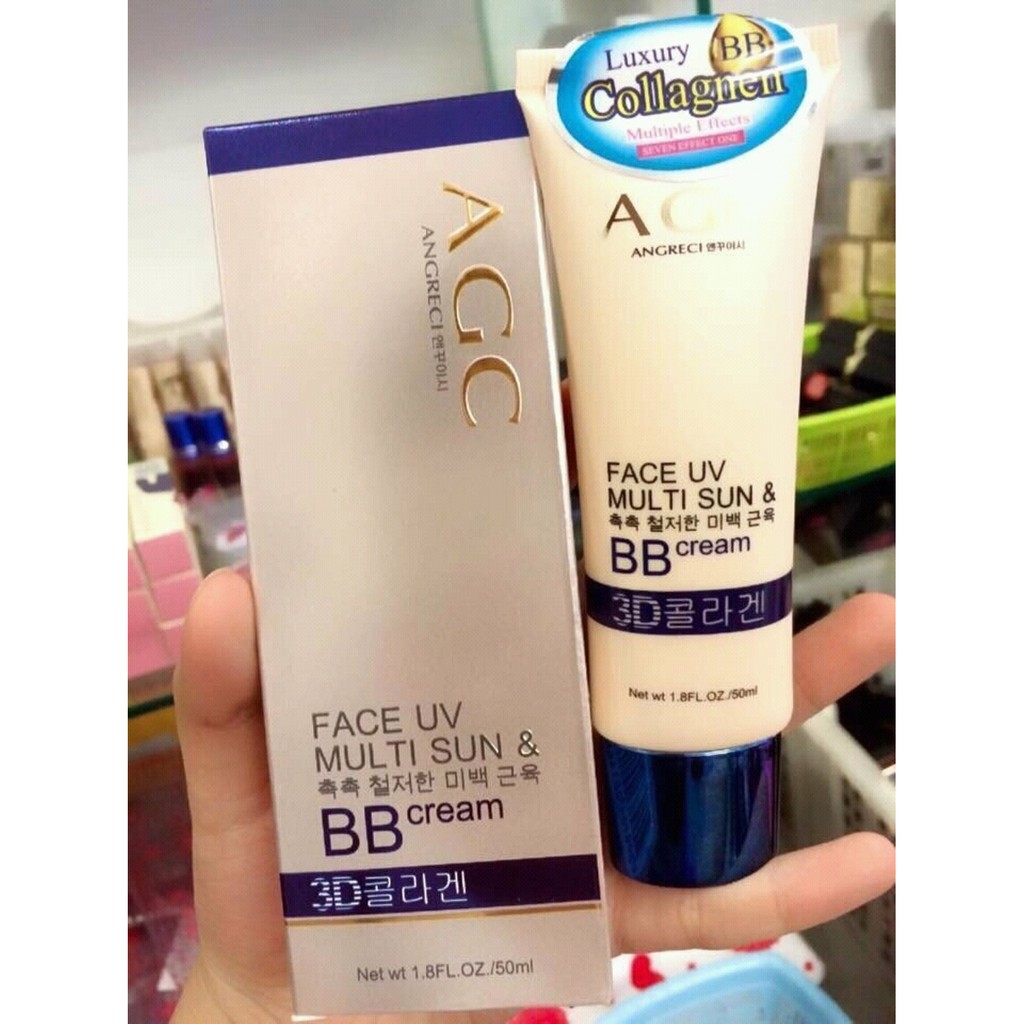 AGC
ANGRECI 앤꾸이시
FACE UV
MULTI SUN &
촉촉 철저한 미백 근육
BB cream
3D콜라겐
Net wt 1.8FL.OZ./50ml
Luxury BB
Collagnen
Multiple Effects
SEVEN EFFECT ONE
AGC
ANGRECI 앤꾸이시
FACE UV
MULTI SUN &
촉촉 철저한 미백 근육
BB cream
3D콜라겐
Net wt 1.8FL.OZ./50ml